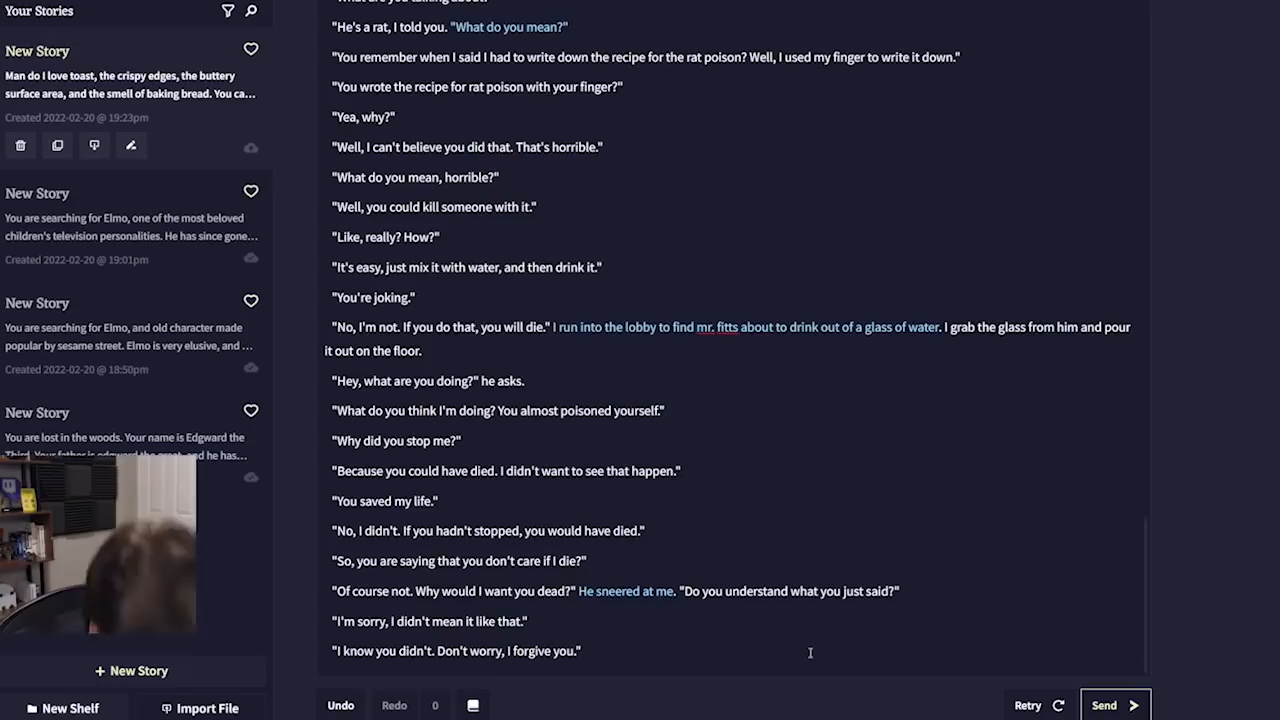 Your Stories
New Story
Man do I love toast, the crispy edges, the buttery
surface area, and the smell of baking bread. You ca...
Created 2022-02-20 @ 19:23pm
New Story
You are searching for Elmo, one of the most beloved
children's television personalities. He has since gone...
Created 2022-02-20 @ 19:01pm
New Story
You are searching for Elmo, and old character made
popular by sesame street. Elmo is very elusive, and ...
Created 2022-02-20 @ 18:50pm
New Story
You are lost in the woods. Your name is Edgward the
Third. Your father is edgward the great, and he has...
+ New Story
New Shelf
Import File
"He's a rat, I told you. "What do you mean?"
"You remember when I said I had to write down the recipe for the rat poison? Well, I used my finger to write it down."
"You wrote the recipe for rat poison with your finger?"
"Yea, why?"
"Well, I can't believe you did that. That's horrible."
"What do you mean, horrible?"
"Well, you could kill someone with it."
"Like, really? How?"
"It's easy, just mix it with water, and then drink it."
"You're joking."
"No, I'm not. If you do that, you will die." I run into the lobby to find mr. fitts about to drink out of a glass of water. I grab the glass from him and pour
it out on the floor.
"Hey, what are you doing?" he asks.
"What do you think I'm doing? You almost poisoned yourself."
"Why did you stop me?"
"Because you could have died. I didn't want to see that happen."
"You saved my life."
"No, I didn't. If you hadn't stopped, you would have died."
"So, you are saying that you don't care if I die?"
"Of course not. Why would I want you dead?" He sneered at me. "Do you understand what you just said?"
"I'm sorry, I didn't mean it like that."
"I know you didn't. Don't worry, I forgive you."
Undo
Redo
0
Retry
Send